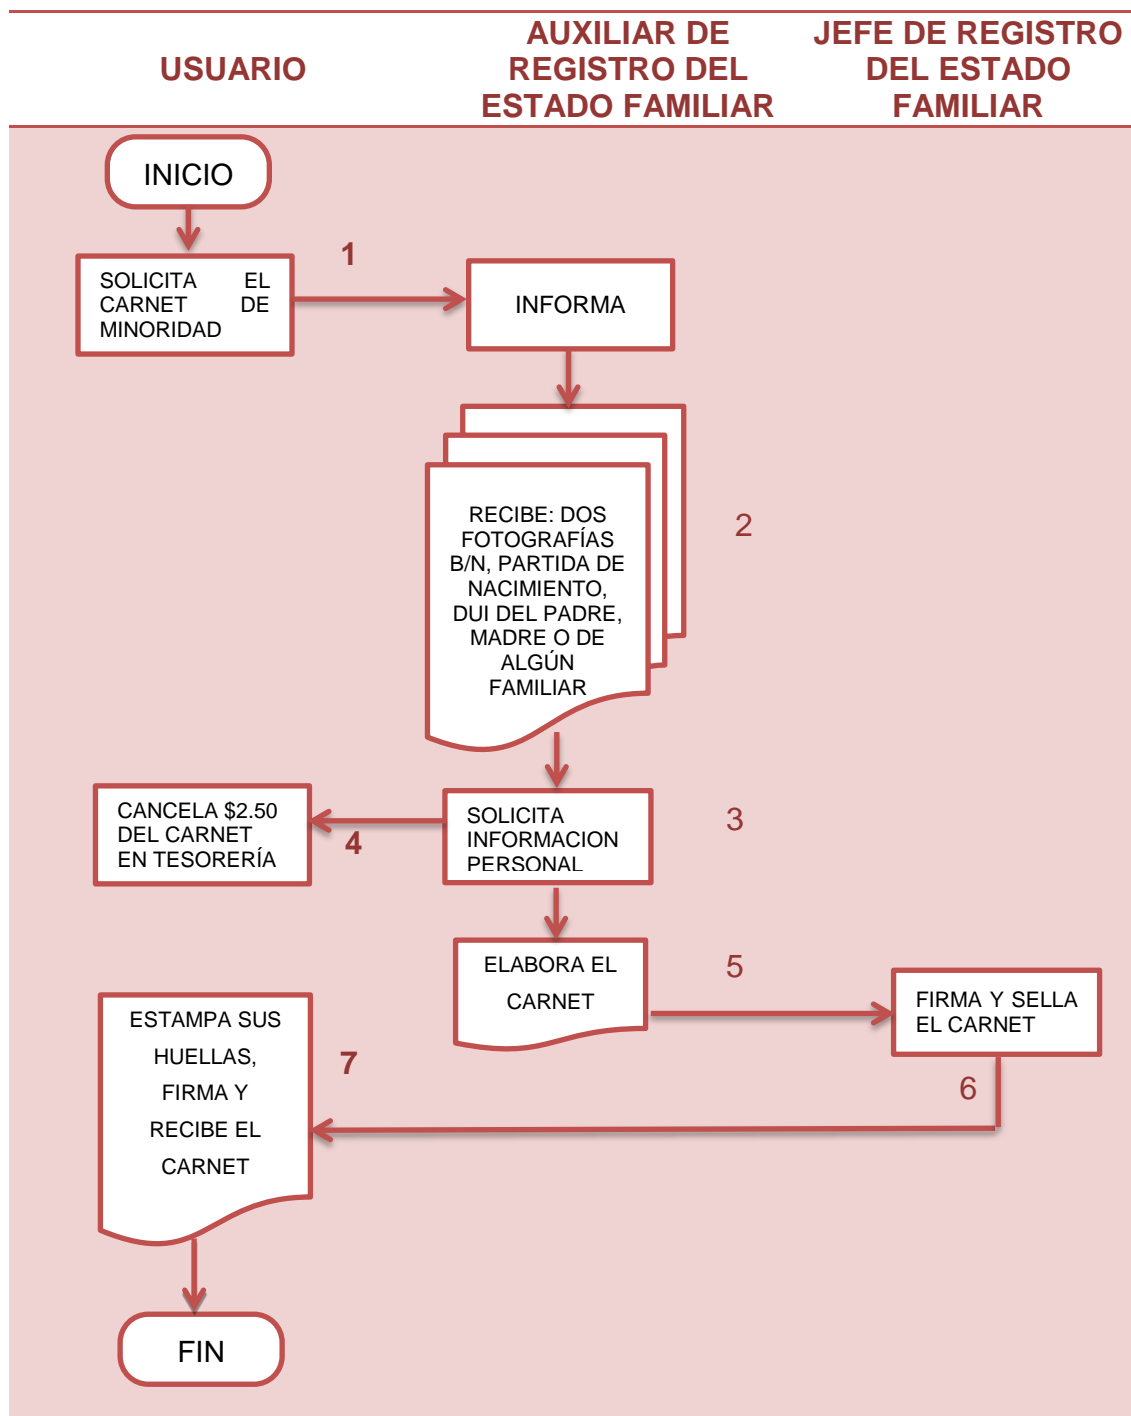 USUARIO
AUXILIAR DE
REGISTRO DEL
ESTADO FAMILIAR
JEFE DE REGISTRO
DEL ESTADO
FAMILIAR
INICIO
1
SOLICITA EL
CARNET DE
MINORIDAD
INFORMA
RECIBE: DOS
FOTOGRAFÍAS
B/N, PARTIDA DE
NACIMIENTO,
DUI DEL PADRE,
MADRE O DE
ALGÚN
FAMILIAR
2
SOLICITA
INFORMACION
PERSONAL
3
CANCELA $2.50
DEL CARNET
EN TESORERÍA
4
ELABORA EL
CARNET
5
FIRMA Y SELLA
EL CARNET
6
ESTAMPA SUS
HUELLAS,
FIRMA Y
RECIBE EL
CARNET
7
FIN